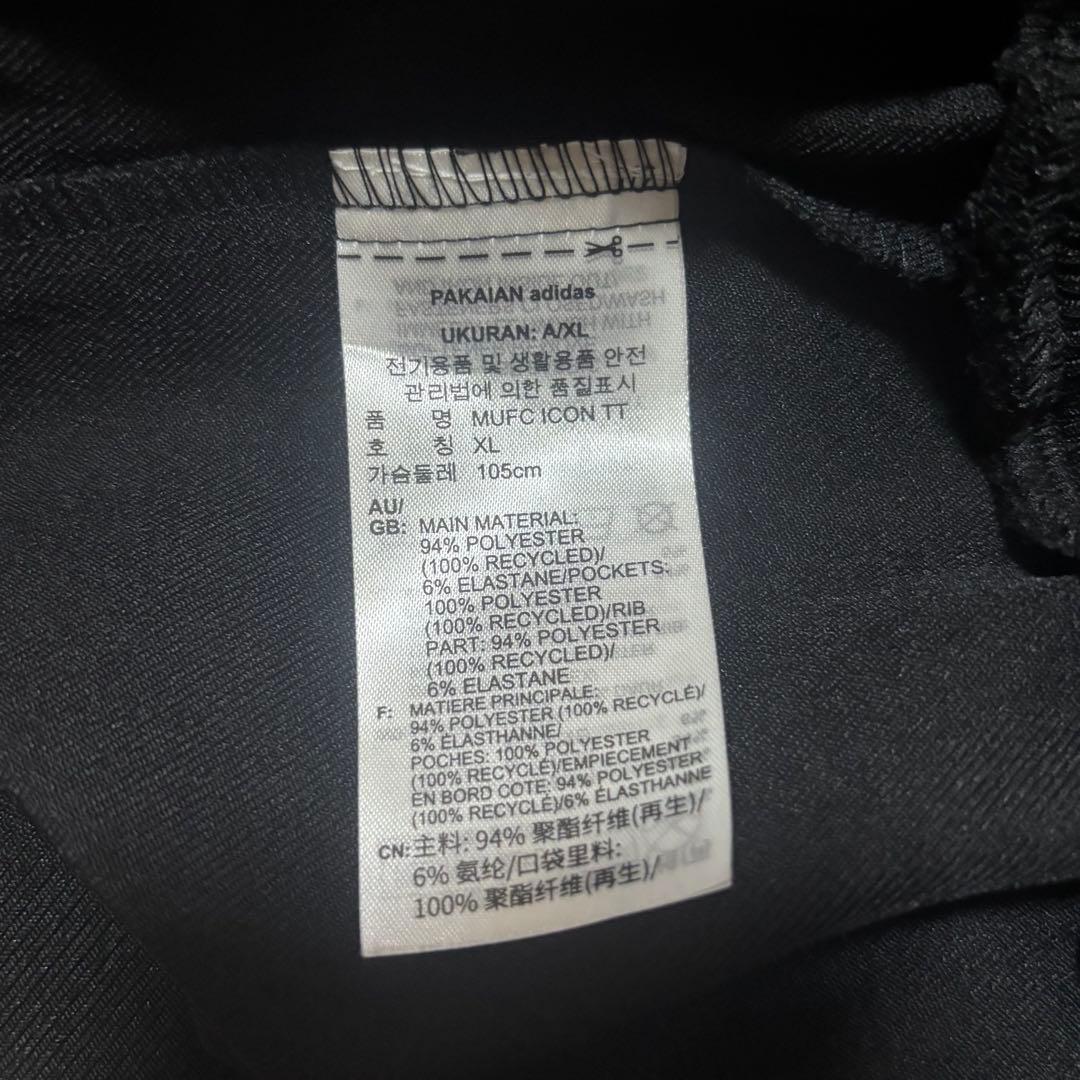 PAKAIAN adidas
UKURAN: A/XL
전기용품 및 생활용품 안전
관리법에 의한 품질표시
품 명 MUFC ICON TT
호 칭 XL
가슴둘레 105cm
AU/
GB: MAIN MATERIAL:
94% POLYESTER
(100% RECYCLED)/
6% ELASTANE/POCKETS:
100% POLYESTER
(100% RECYCLED)/RIB
PART: 94% POLYESTER
(100% RECYCLED)/
6% ELASTANE
F: MATIERE PRINCIPALE:
94% POLYESTER (100% RECYCLÉ)/
6% ÉLASTHANNE/
POCHES: 100% POLYESTER
(100% RECYCLÉ)/EMPIECEMENT
EN BORD COTE: 94% POLYESTER
(100% RECYCLÉ)/6% ÉLASTHANNE
CN: 主料: 94% 聚酯纤维(再生)/
6% 氨纶/口袋里料:
100% 聚酯纤维(再生)/